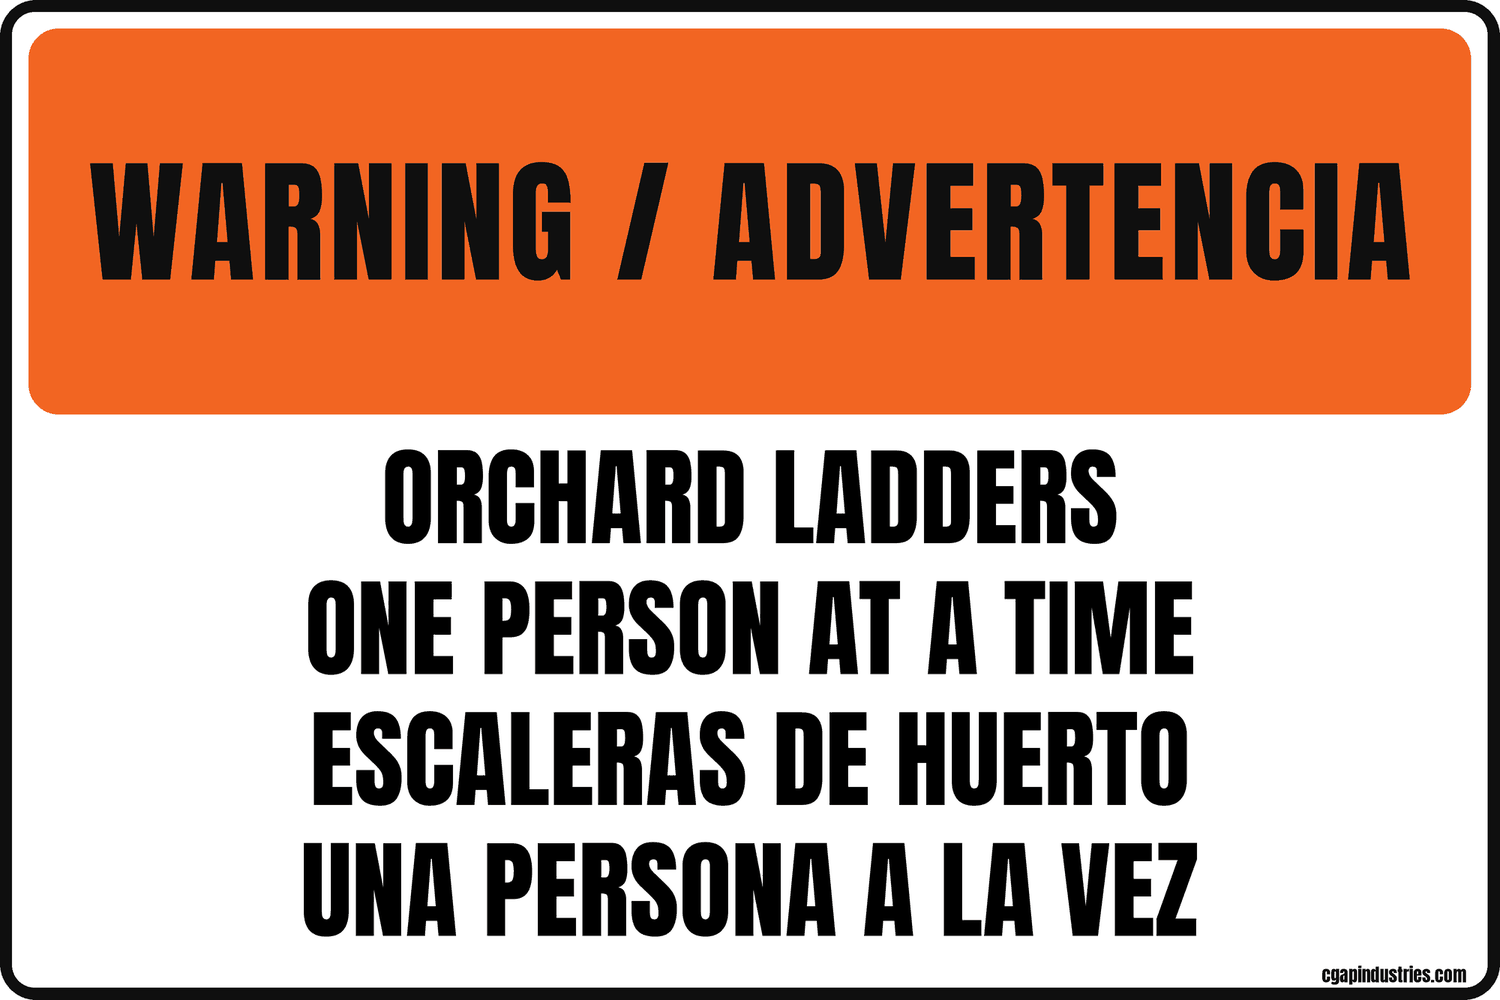 WARNING / ADVERTENCIA
ORCHARD LADDERS
ONE PERSON AT A TIME
ESCALERAS DE HUERTO
UNA PERSONA A LA VEZ
cgapindustries.com